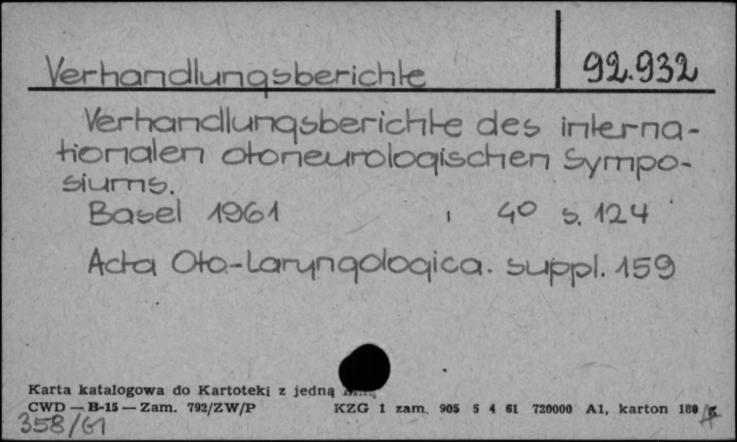 Verhandlungsberichte 92.932
Verhandlungsberichte des interna-
tionalen otoneurologischen Sympo-
siums.
Basel 1961 , 4° s. 124
Acta Oto-Laryngologica. suppl. 159
Karta katalogowa do Kartoteki z jedną
CWD — B-15 — Zam. 792/ZW/P KZG 1 zam. 905 5 4 61 720000 A1, karton 180
358/61